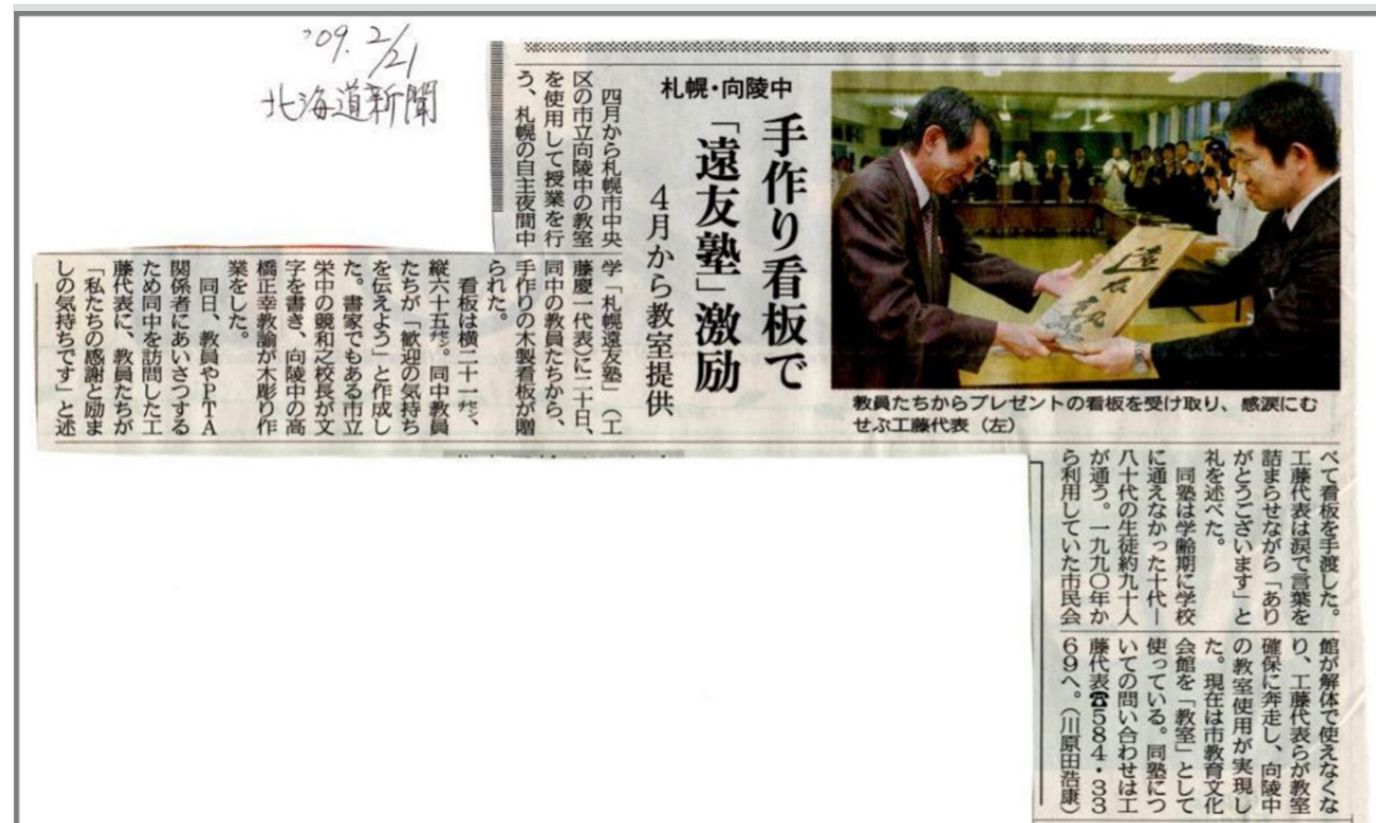 '09. 2/21
北海道新聞
札幌・向陵中
手作り看板で
「遠友塾」激励
4月から教室提供
四月から札幌市中央
区の市立向陵中の教室
を使用して授業を行
う、札幌の自主夜間中
学「札幌遠友塾」（工
藤慶一代表）に二十日、
同中の教員たちから、
手作りの木製看板が贈
られた。
看板は横二十一㌢、
縦六十五㌢。同中教員
たちが「歓迎の気持ち
を伝えよう」と作成し
た。書家でもある市立
栄中の競和之校長が文
字を書き、向陵中の高
橋正幸教諭が木彫り作
業をした。
同日、教員やPTA
関係者にあいさつする
ため同中を訪問した工
藤代表に、教員たちが
「私たちの感謝と励ま
しの気持ちです」と述
べて看板を手渡した。
工藤代表は涙で言葉を
詰まらせながら「あり
がとうございます」と
礼を述べた。
同塾は学齢期に学校
に通えなかった十代―
八十代の生徒約九十人
が通う。一九九〇年か
ら利用していた市民会
館が解体で使えなくな
り、工藤代表らが教室
確保に奔走し、向陵中
の教室使用が実現し
た。現在は市教育文化
会館を「教室」として
使っている。同塾につ
いての問い合わせは工
藤代表☎584・33
69へ。（川原田浩康）
遠友塾
教員たちからプレゼントの看板を受け取り、感涙にむ
せぶ工藤代表（左）